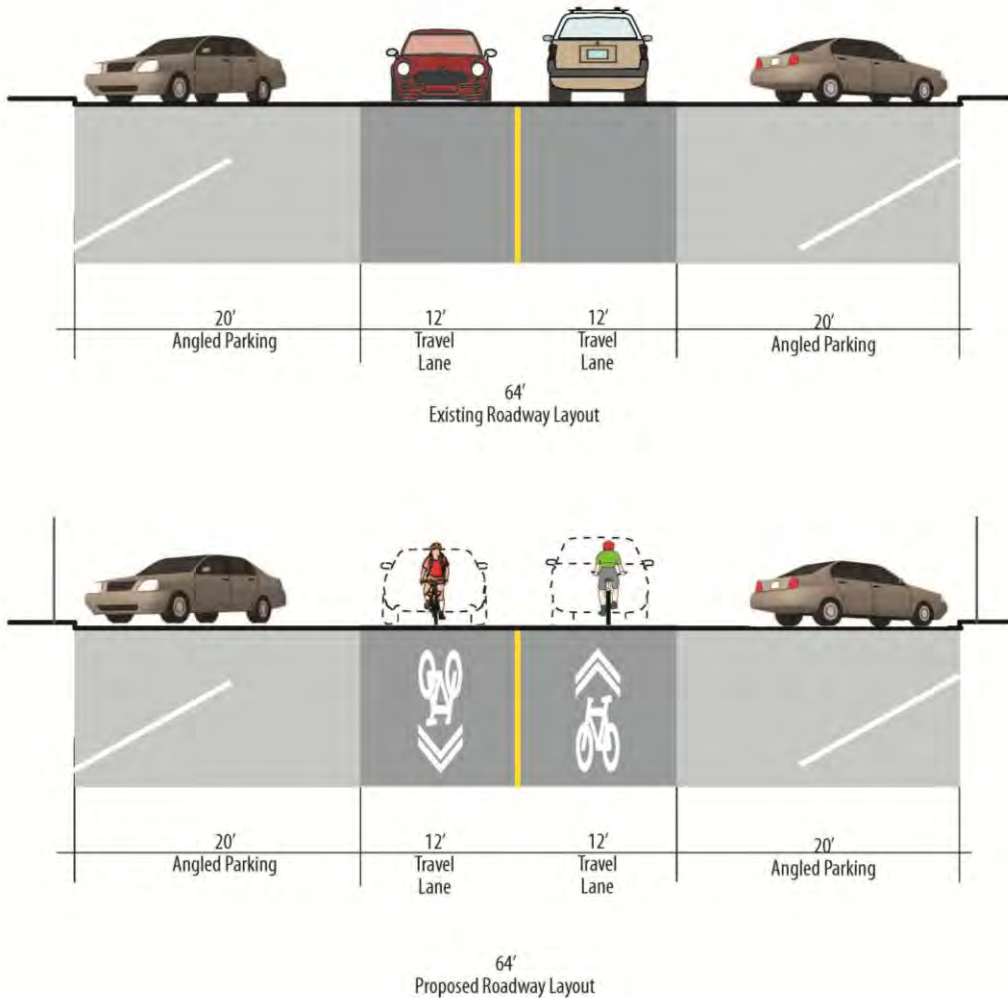 20'
Angled Parking
12'
Travel
Lane
12'
Travel
Lane
20'
Angled Parking
64'
Existing Roadway Layout
20'
Angled Parking
12'
Travel
Lane
12'
Travel
Lane
20'
Angled Parking
64'
Proposed Roadway Layout